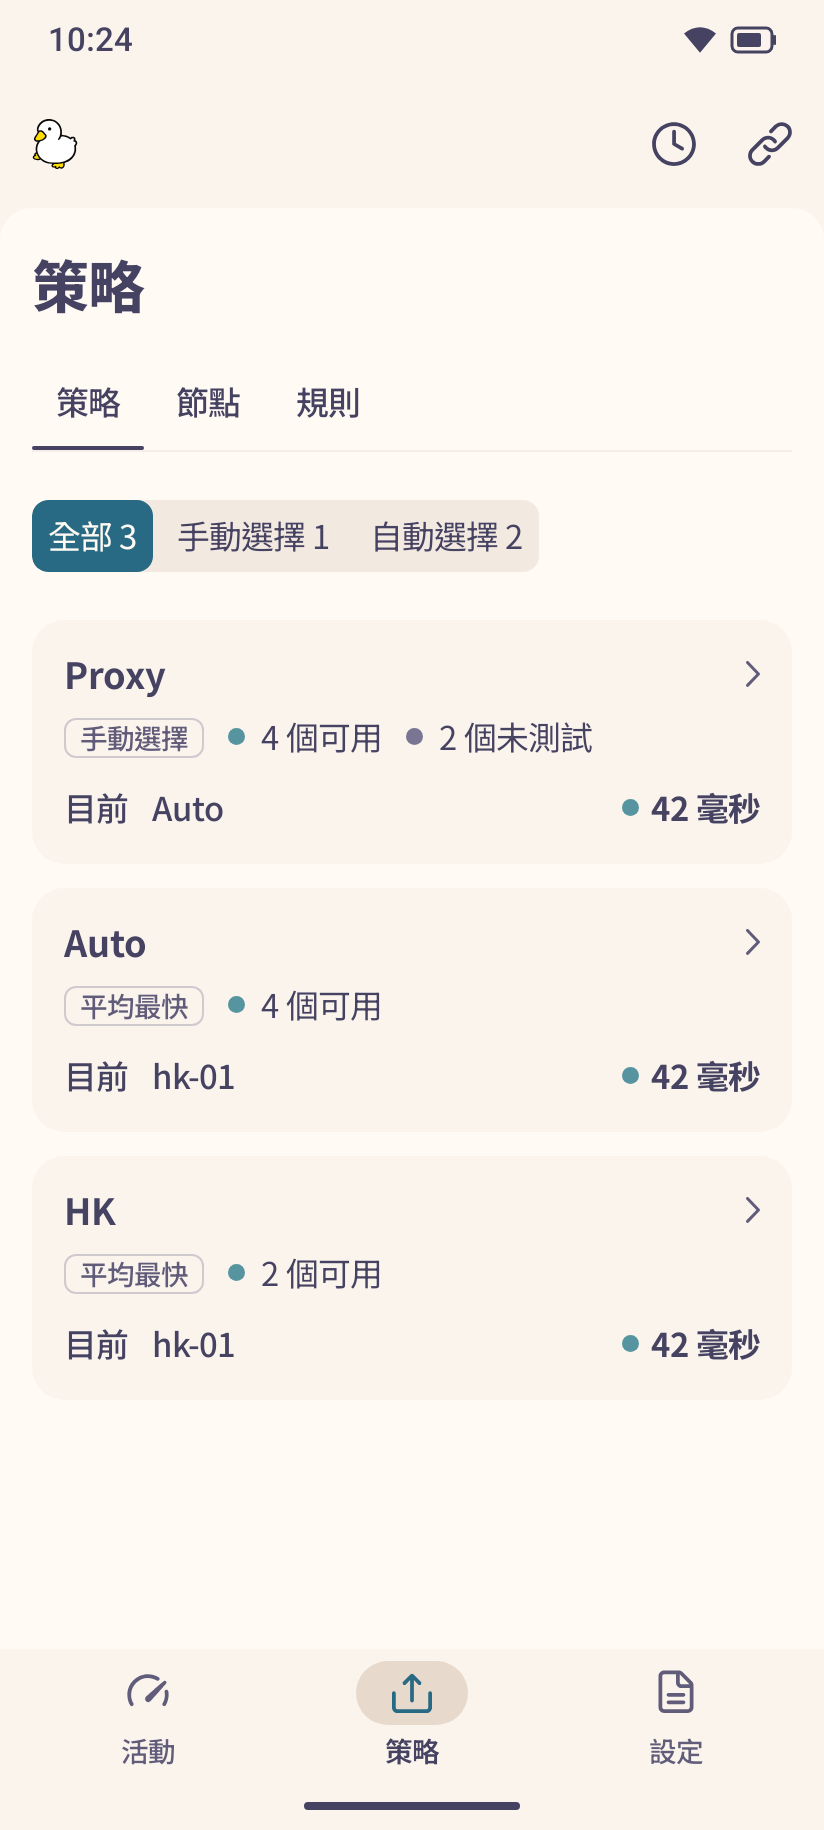 10:24
策略
策略 節點 規則
全部 3 手動選擇 1 自動選擇 2
Proxy
手動選擇 4 個可用 2 個未測試
目前 Auto 42 毫秒
Auto
平均最快 4 個可用
目前 hk-01 42 毫秒
HK
平均最快 2 個可用
目前 hk-01 42 毫秒
活動 策略 設定